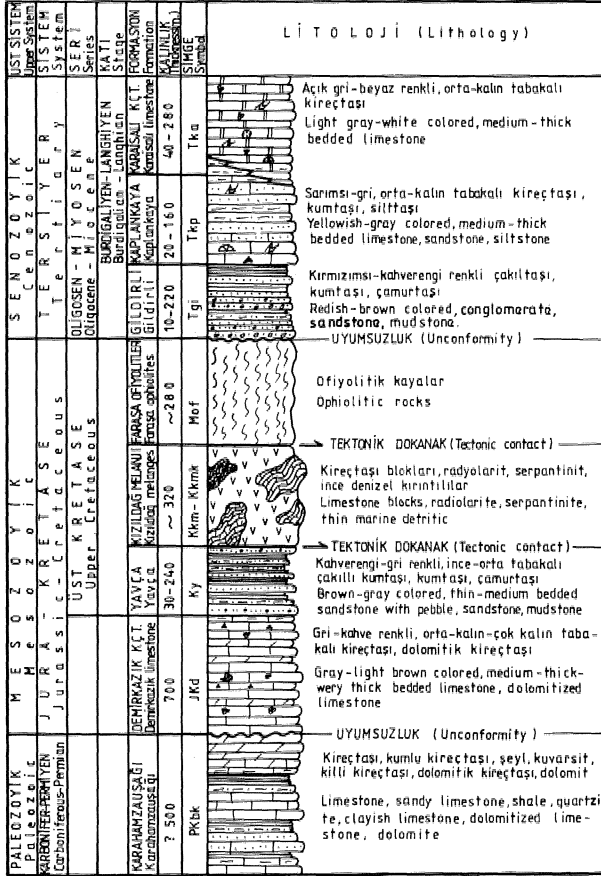 ÜST SİSTEM
Upper System
SİSTEM
System
SERİ
Series
KATI
Stage
FORMASYON
Formation
KALINLIK
Thickness(m.)
SİMGE
Symbol
LİTOLOJİ (Lithology)
SENOZOYİK
Cenozoic
TERSİYER
Tertiary
OLİGOSEN-MİYOSEN
Oligocene-Miocene
BURDİGALİYEN-LANGHİYEN
Burdigalian-Langhian
KARAİSALI KÇT.
Karaisalı limestone
40-280
Tka
Açık gri-beyaz renkli, orta-kalın tabakalı
kireçtaşı
Light gray-white colored, medium-thick
bedded limestone
KAPLANKAYA
Kaplankaya
20-160
Tkp
Sarımsı-gri, orta-kalın tabakalı kireçtaşı,
kumtaşı, silttaşı
Yellowish-gray colored, medium-thick
bedded limestone, sandstone, siltstone
GİLDİRLİ
Gildirli
10-220
Tgi
Kırmızımsı-kahverengi renkli çakıltaşı,
kumtaşı, çamurtaşı
Redish-brown colored, conglomerate,
sandstone, mudstone.
UYUMSUZLUK (Unconformity)
MESOZOYİK
Mesozoic
JURA-KRETASE
Jurassic-Cretaceous
ÜST KRETASE
Upper Cretaceous
FARAŞA OFİYOLİTLERİ
Faraşa ophiolites
~280
Mof
Ofiyolitik kayalar
Ophiolitic rocks
TEKTONİK DOKANAK (Tectonic contact)
KIZILDAĞ MELANJI
Kızıldağ melanges
~320
Kkm-Kkmk
Kireçtaşı blokları, radyolarit, serpantinit,
ince denizel kırıntılılar
Limestone blocks, radiolarite, serpantinite,
thin marine detritic
TEKTONİK DOKANAK (Tectonic contact)
YAVÇA
Yavça
30-240
Ky
Kahverengi-gri renkli, ince-orta tabakalı
çakıllı kumtaşı, kumtaşı, çamurtaşı
Brown-gray colored, thin-medium bedded
sandstone with pebble, sandstone, mudstone
DEMİRKAZIK KÇT.
Demirkazık limestone
700
JKd
Gri-kahve renkli, orta-kalın-çok kalın taba-
kalı kireçtaşı, dolomitik kireçtaşı
Gray-light brown colored, medium-thick-
wery thick bedded limestone, dolomitized
limestone
UYUMSUZLUK (Unconformity)
PALEOZOYİK
Paleozoic
KARBONİFER-PERMİYEN
Carboniferous-Permian
KARAHAMZAUŞAĞI
Karahamzauşağı
? 500
PKbk
Kireçtaşı, kumlu kireçtaşı, şeyl, kuvarsit,
killi kireçtaşı, dolomitik kireçtaşı, dolomit
Limestone, sandy limestone, shale, quartzi
te, clayish limestone, dolomitized lime-
stone, dolomite